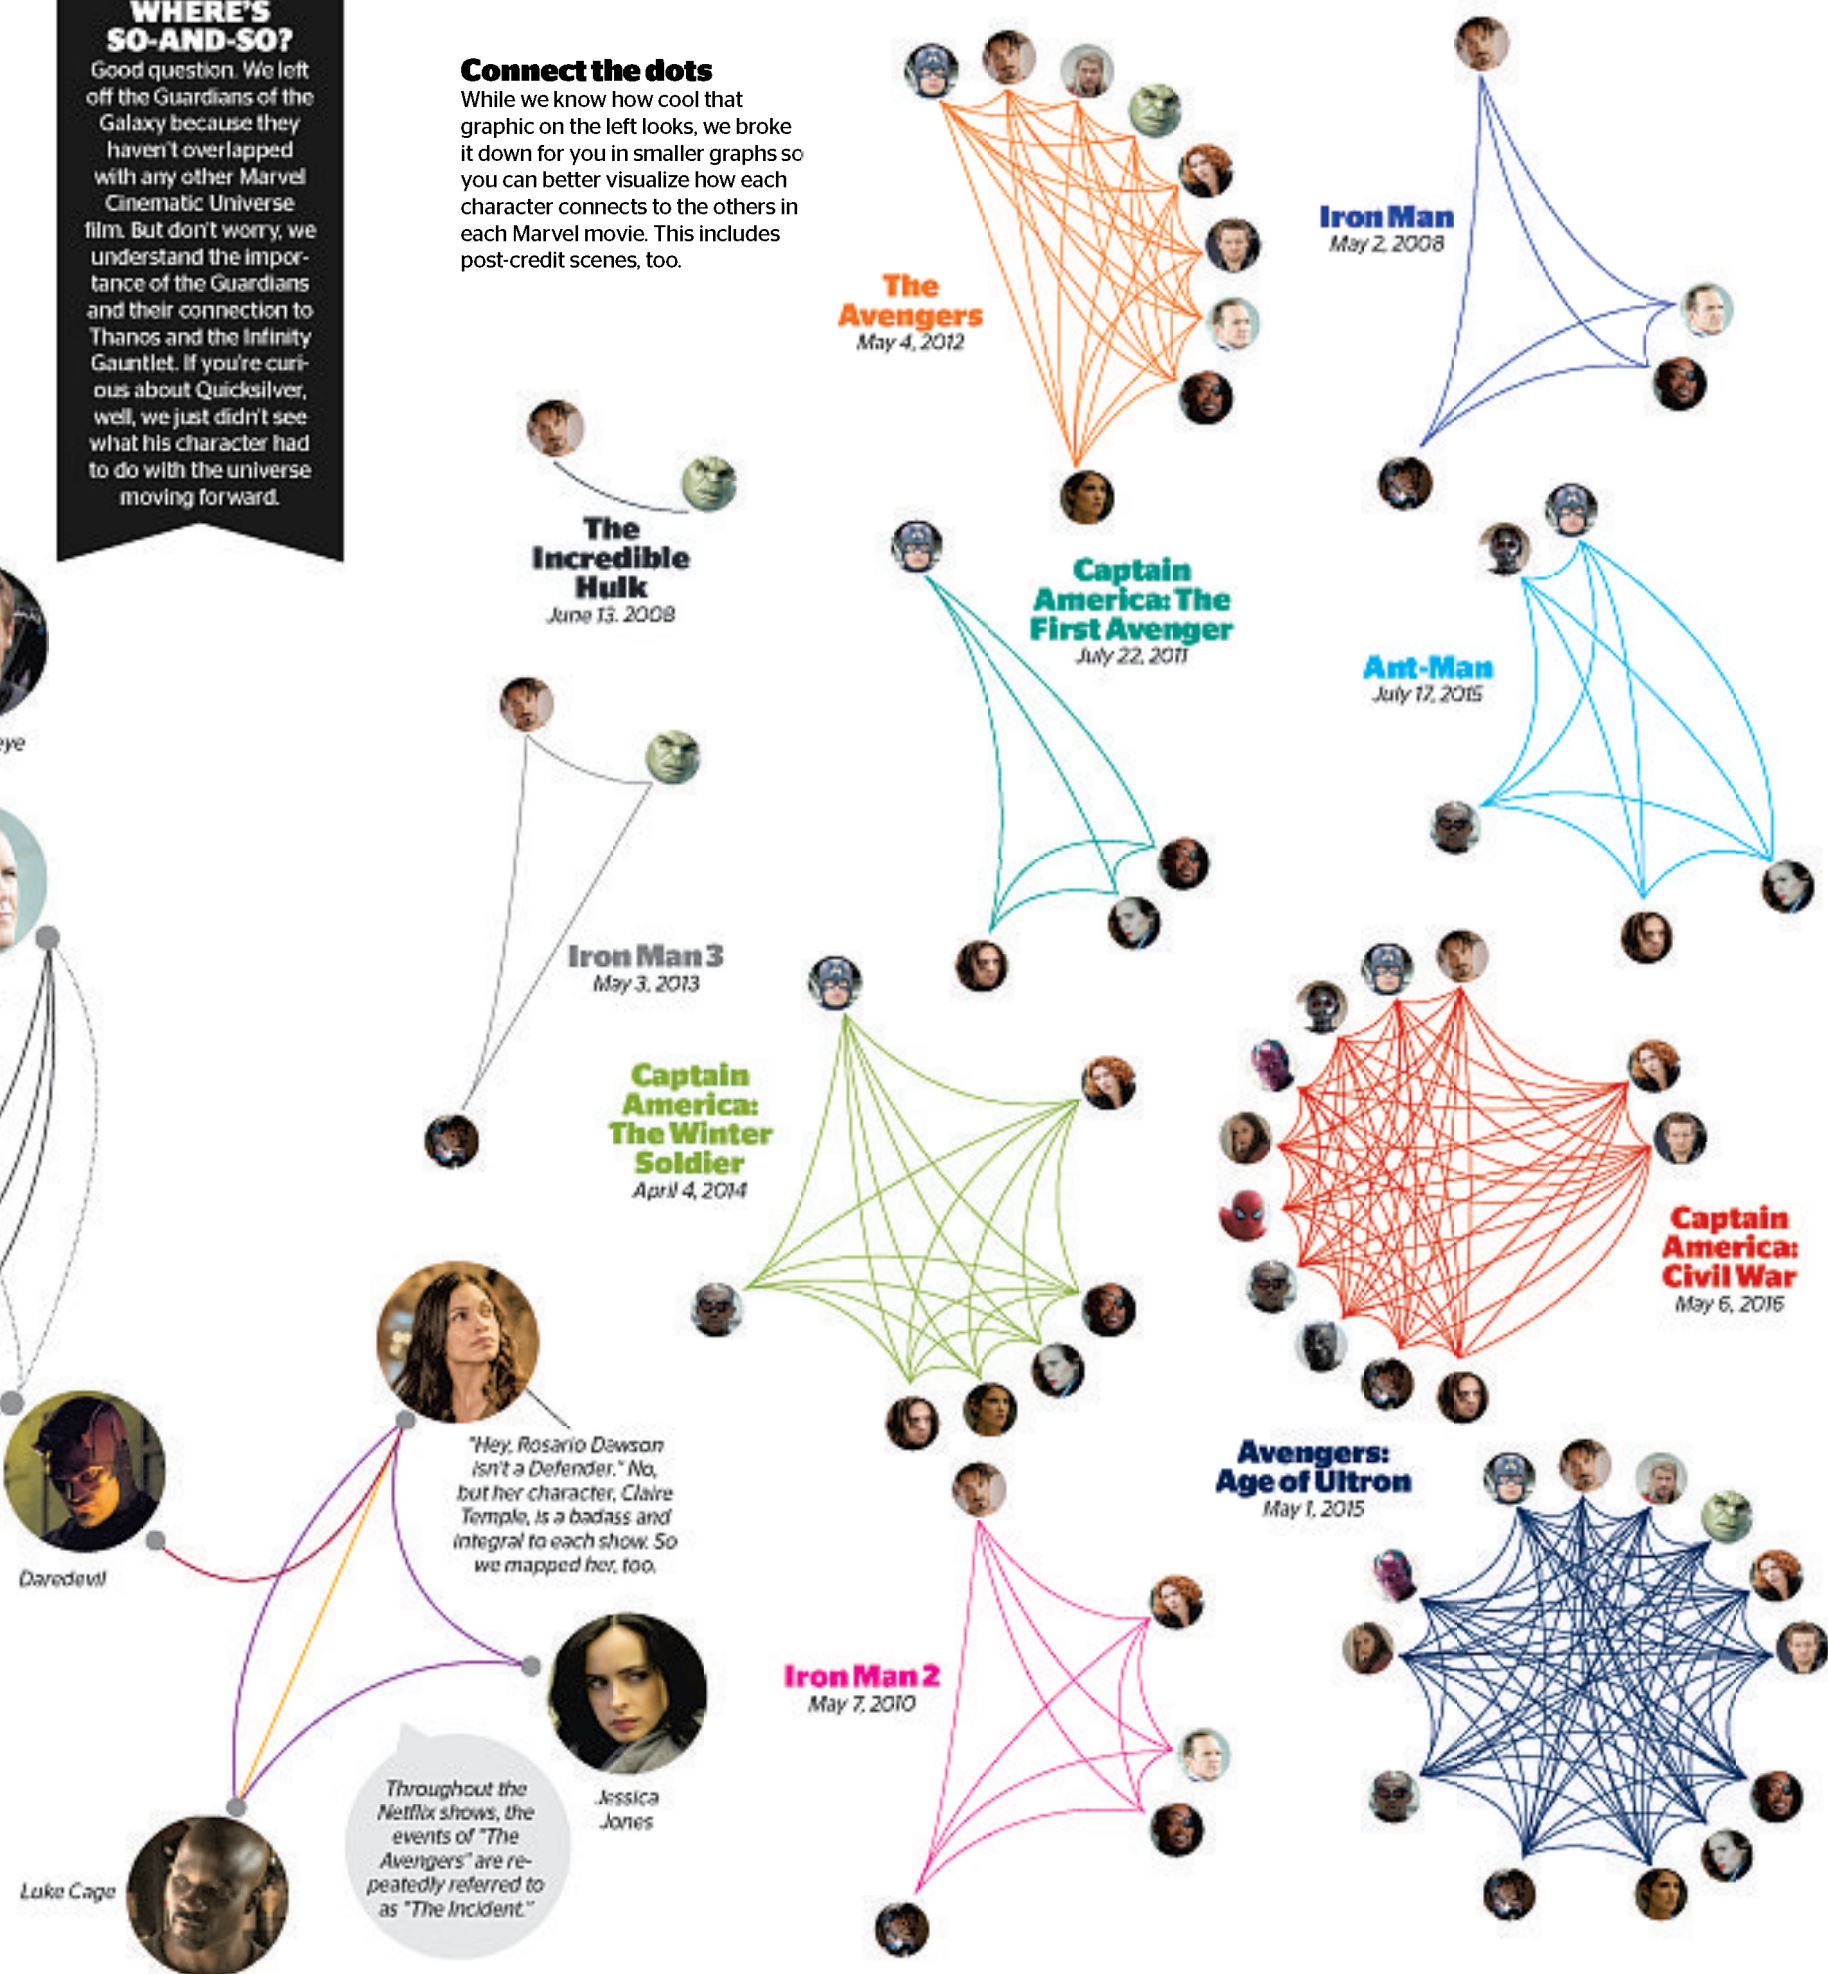 WHERE'S
SO-AND-SO?
Good question. We left
off the Guardians of the
Galaxy because they
haven't overlapped
with any other Marvel
Cinematic Universe
film. But don't worry, we
understand the impor-
tance of the Guardians
and their connection to
Thanos and the Infinity
Gauntlet. If you're curi-
ous about Quicksilver,
well, we just didn't see
what his character had
to do with the universe
moving forward.
Connect the dots
While we know how cool that
graphic on the left looks, we broke
it down for you in smaller graphs so
you can better visualize how each
character connects to the others in
each Marvel movie. This includes
post-credit scenes, too.
The
Avengers
May 4, 2012
Iron Man
May 2, 2008
The
Incredible
Hulk
June 13, 2008
Captain
America: The
First Avenger
July 22, 2011
Ant-Man
July 17, 2015
eye
Iron Man 3
May 3, 2013
Captain
America:
The Winter
Soldier
April 4, 2014
Captain
America:
Civil War
May 6, 2016
"Hey, Rosario Dawson
isn't a Defender." No,
but her character, Claire
Temple, is a badass and
integral to each show. So
we mapped her, too.
Daredevil
Avengers:
Age of Ultron
May 1, 2015
Iron Man 2
May 7, 2010
Jessica
Jones
Throughout the
Netflix shows, the
events of "The
Avengers" are re-
peatedly referred to
as "The Incident."
Luke Cage